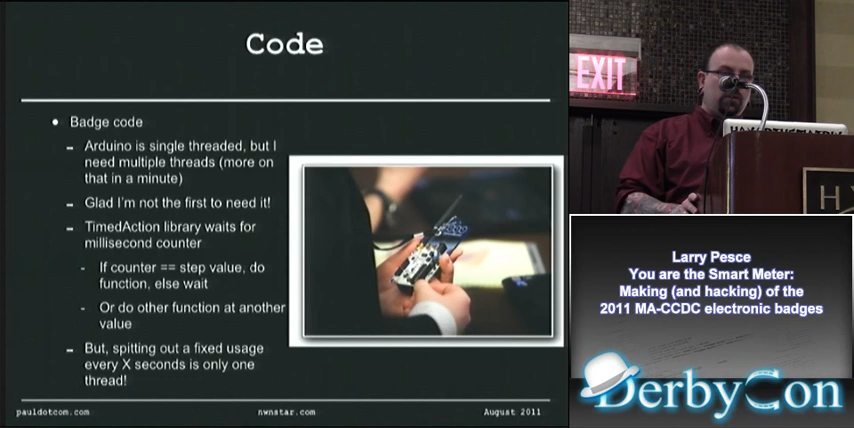 Code
Badge code
Arduino is single threaded, but I
need multiple threads (more on
that in a minute)
Glad I'm not the first to need it!
TimedAction library waits for
millisecond counter
If counter == step value, do
function, else wait
Or do other function at another
value
But, spitting out a fixed usage
every X seconds is only one
thread!
pauldotcom.com
nwnstar.com
August 2011
EXIT
HY
Larry Pesce
You are the Smart Meter:
Making (and hacking) of the
2011 MA-CCDC electronic badges
DerbyCon